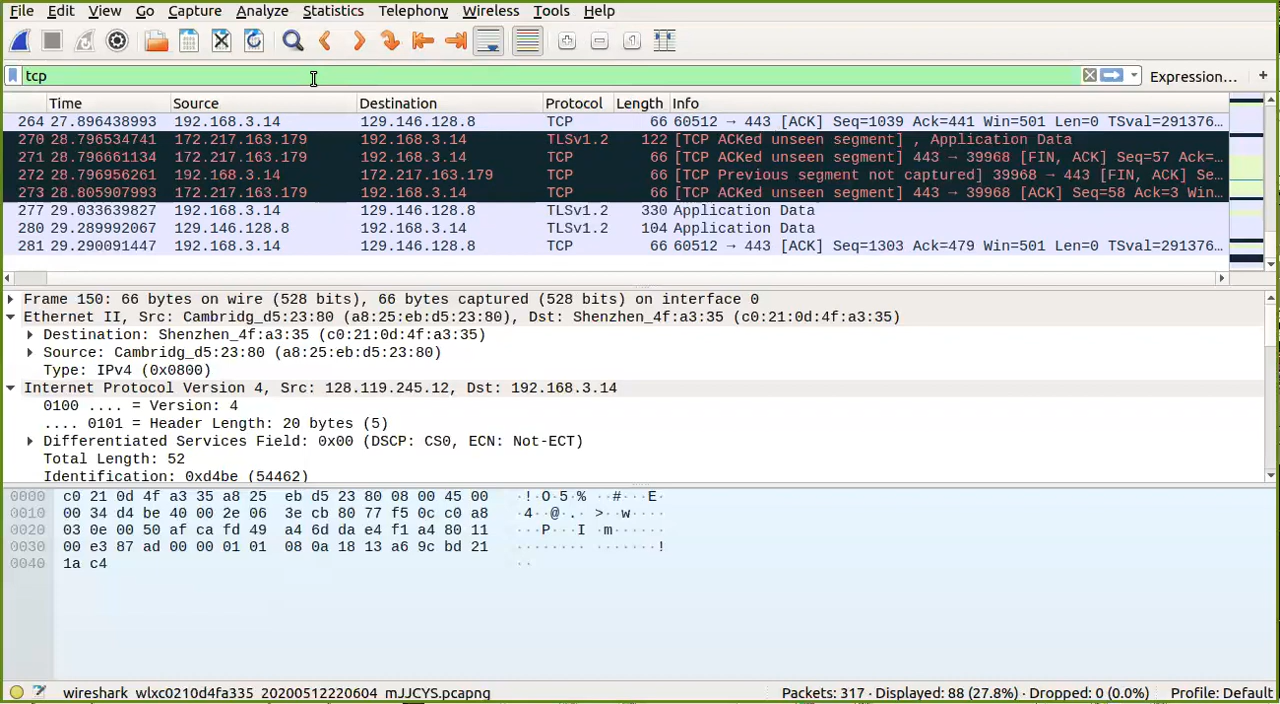 File Edit View Go Capture Analyze Statistics Telephony Wireless Tools Help
tcp Expression… +
Time Source Destination Protocol Length Info
264 27.896438993 192.168.3.14 129.146.128.8 TCP 66 60512 → 443 [ACK] Seq=1039 Ack=441 Win=501 Len=0 TSval=291376…
270 28.796534741 172.217.163.179 192.168.3.14 TLSv1.2 122 [TCP ACKed unseen segment] , Application Data
271 28.796661134 172.217.163.179 192.168.3.14 TCP 66 [TCP ACKed unseen segment] 443 → 39968 [FIN, ACK] Seq=57 Ack=…
272 28.796956261 192.168.3.14 172.217.163.179 TCP 66 [TCP Previous segment not captured] 39968 → 443 [FIN, ACK] Se…
273 28.805907993 172.217.163.179 192.168.3.14 TCP 66 [TCP ACKed unseen segment] 443 → 39968 [ACK] Seq=58 Ack=3 Win…
277 29.033639827 192.168.3.14 129.146.128.8 TLSv1.2 330 Application Data
280 29.289992067 129.146.128.8 192.168.3.14 TLSv1.2 104 Application Data
281 29.290091447 192.168.3.14 129.146.128.8 TCP 66 60512 → 443 [ACK] Seq=1303 Ack=479 Win=501 Len=0 TSval=291376…
Frame 150: 66 bytes on wire (528 bits), 66 bytes captured (528 bits) on interface 0
Ethernet II, Src: Cambridg_d5:23:80 (a8:25:eb:d5:23:80), Dst: Shenzhen_4f:a3:35 (c0:21:0d:4f:a3:35)
Destination: Shenzhen_4f:a3:35 (c0:21:0d:4f:a3:35)
Source: Cambridg_d5:23:80 (a8:25:eb:d5:23:80)
Type: IPv4 (0x0800)
Internet Protocol Version 4, Src: 128.119.245.12, Dst: 192.168.3.14
0100 .... = Version: 4
.... 0101 = Header Length: 20 bytes (5)
Differentiated Services Field: 0x00 (DSCP: CS0, ECN: Not-ECT)
Total Length: 52
Identification: 0xd4be (54462)
0000 c0 21 0d 4f a3 35 a8 25 eb d5 23 80 08 00 45 00 ·!·O·5·% ··#···E·
0010 00 34 d4 be 40 00 2e 06 3e cb 80 77 f5 0c c0 a8 ·4··@·.· >··w····
0020 03 0e 00 50 af ca fd 49 a4 6d da e4 f1 a4 80 11 ···P···I ·m······
0030 00 e3 87 ad 00 00 01 01 08 0a 18 13 a6 9c bd 21 ········ ·······!
0040 1a c4 ··
wireshark_wlxc0210d4fa335_20200512220604_mJJCYS.pcapng Packets: 317 · Displayed: 88 (27.8%) · Dropped: 0 (0.0%) Profile: Default